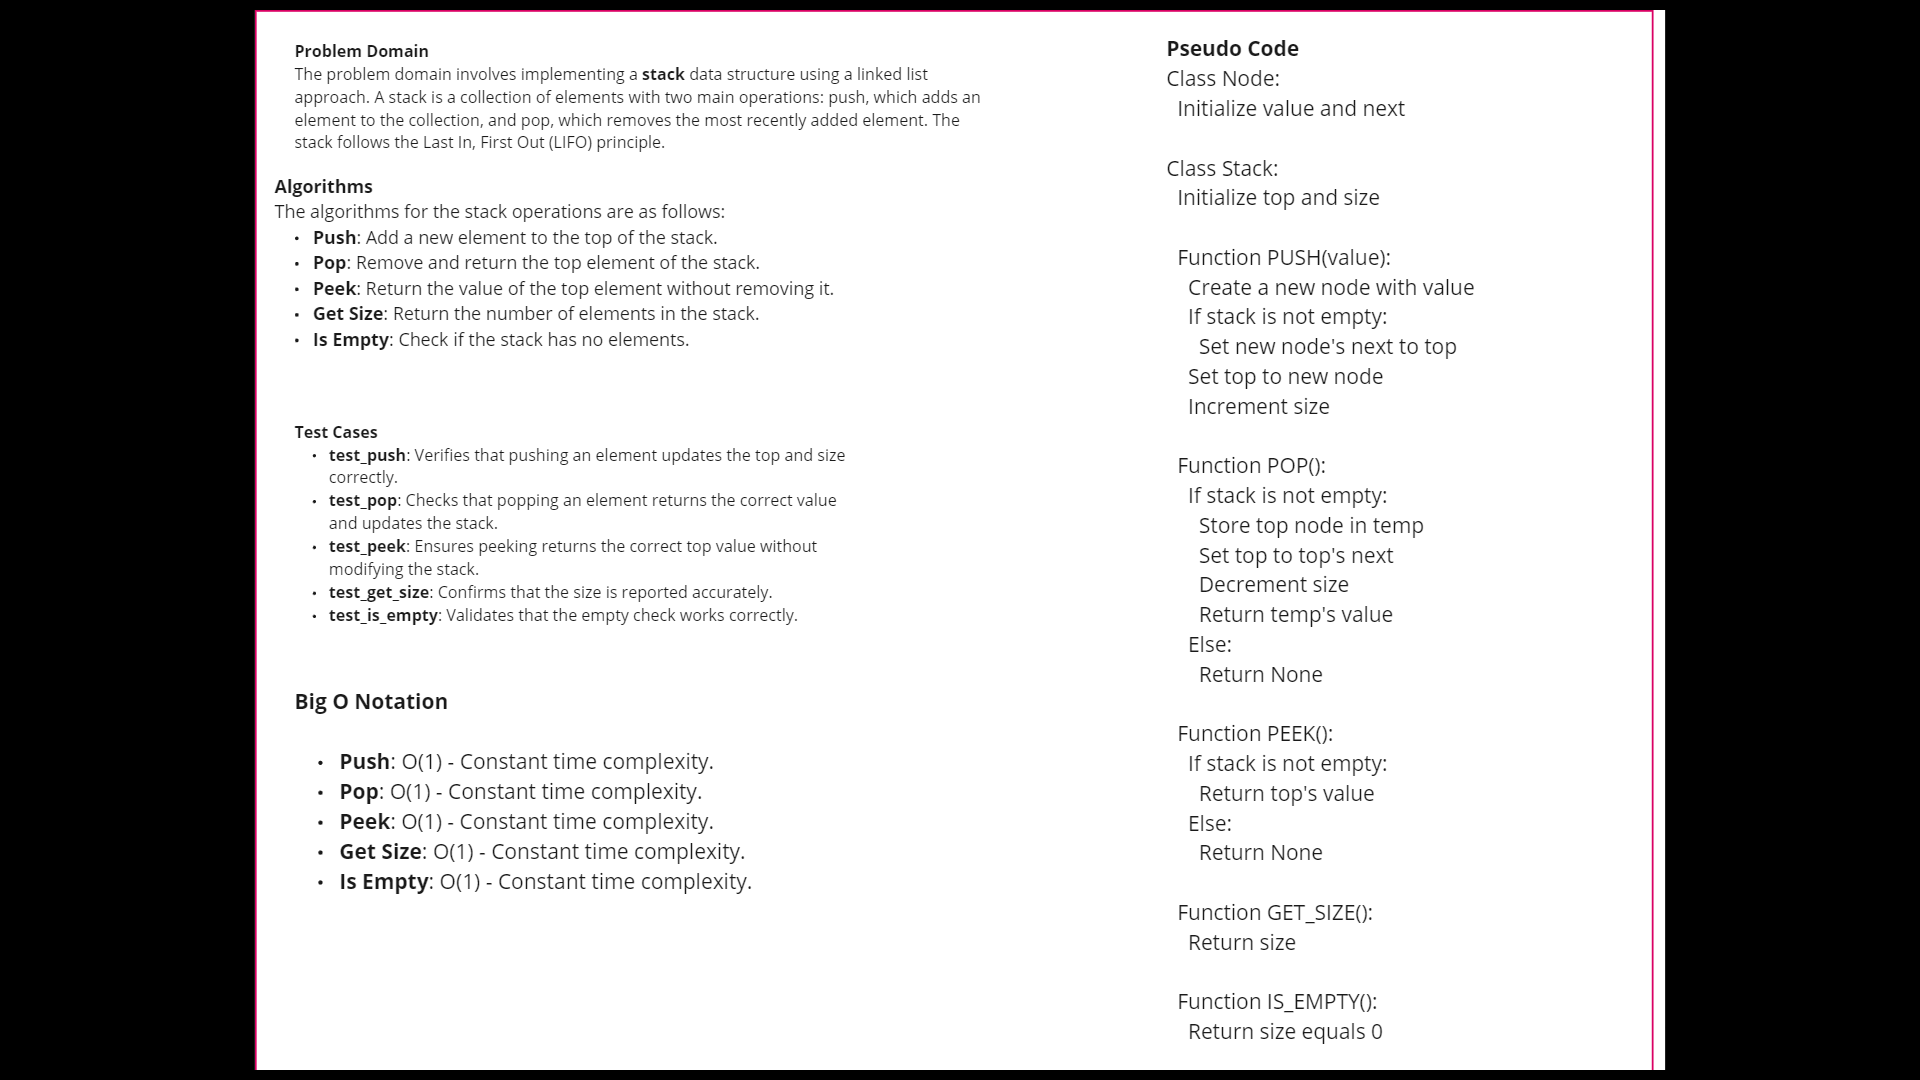 Problem Domain
The problem domain involves implementing a stack data structure using a linked list
approach. A stack is a collection of elements with two main operations: push, which adds an
element to the collection, and pop, which removes the most recently added element. The
stack follows the Last In, First Out (LIFO) principle.
Algorithms
The algorithms for the stack operations are as follows:
• Push: Add a new element to the top of the stack.
• Pop: Remove and return the top element of the stack.
• Peek: Return the value of the top element without removing it.
• Get Size: Return the number of elements in the stack.
• Is Empty: Check if the stack has no elements.
Test Cases
• test_push: Verifies that pushing an element updates the top and size
correctly.
• test_pop: Checks that popping an element returns the correct value
and updates the stack.
• test_peek: Ensures peeking returns the correct top value without
modifying the stack.
• test_get_size: Confirms that the size is reported accurately.
• test_is_empty: Validates that the empty check works correctly.
Big O Notation
• Push: O(1) - Constant time complexity.
• Pop: O(1) - Constant time complexity.
• Peek: O(1) - Constant time complexity.
• Get Size: O(1) - Constant time complexity.
• Is Empty: O(1) - Constant time complexity.
Pseudo Code
Class Node:
Initialize value and next
Class Stack:
Initialize top and size
Function PUSH(value):
Create a new node with value
If stack is not empty:
Set new node's next to top
Set top to new node
Increment size
Function POP():
If stack is not empty:
Store top node in temp
Set top to top's next
Decrement size
Return temp's value
Else:
Return None
Function PEEK():
If stack is not empty:
Return top's value
Else:
Return None
Function GET_SIZE():
Return size
Function IS_EMPTY():
Return size equals 0